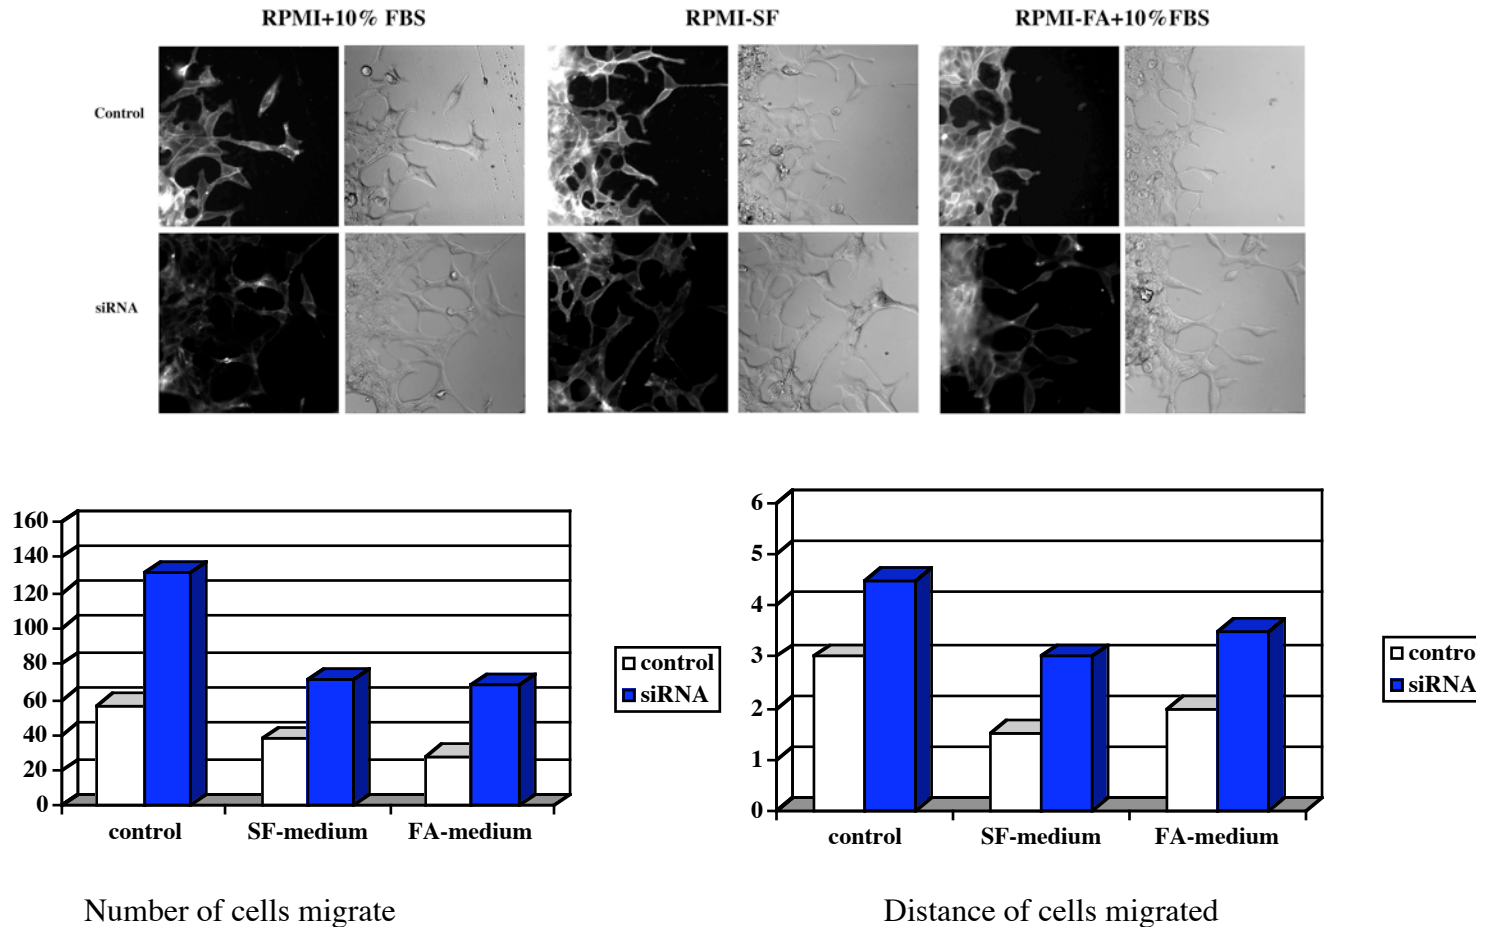 RPMI+10% FBS RPMI-SF RPMI-FA+10%FBS
Control
siRNA
160
140
120
100
80
60
40
20
0
control SF-medium FA-medium
control
siRNA
Number of cells migrate
6
5
4
3
2
1
0
control SF-medium FA-medium
contro
siRNA
Distance of cells migrated